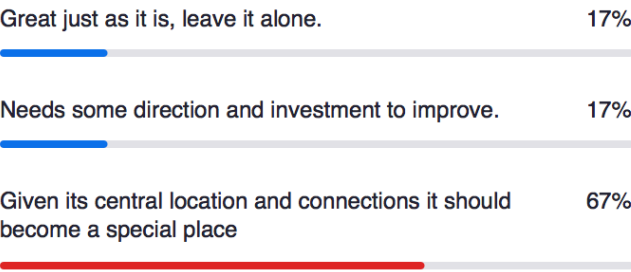 Great just as it is, leave it alone. 17%
Needs some direction and investment to improve. 17%
Given its central location and connections it should 67%
become a special place